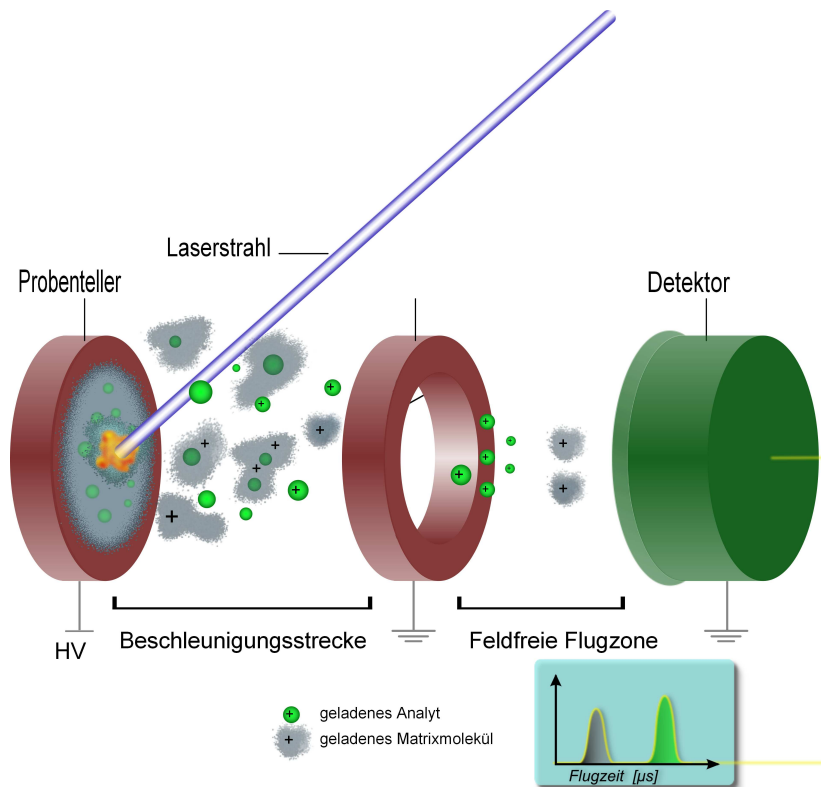 Laserstrahl
Probenteller
Detektor
HV
Beschleunigungsstrecke
Feldfreie Flugzone
geladenes Analyt
geladenes Matrixmolekül
Flugzeit [µs]